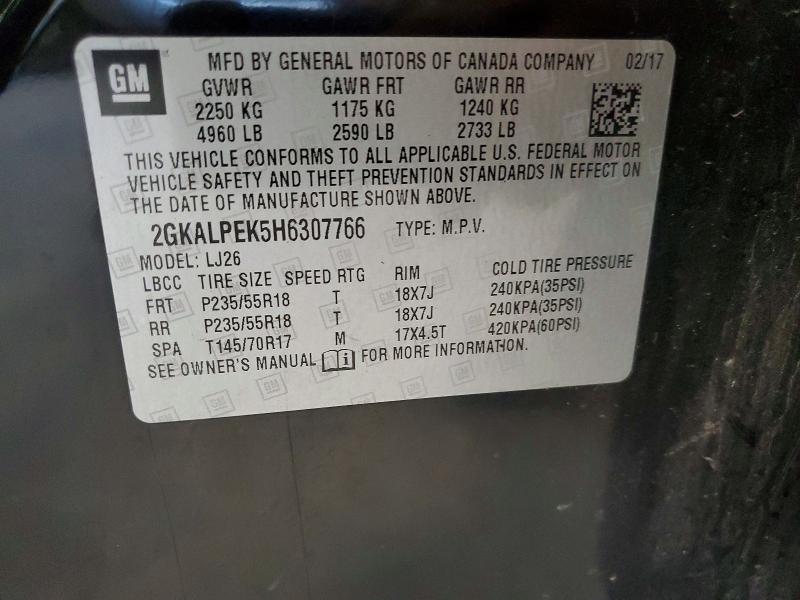 GM
MFD BY GENERAL MOTORS OF CANADA COMPANY 02/17
GVWR GAWR FRT GAWR RR
2250 KG 1175 KG 1240 KG
4960 LB 2590 LB 2733 LB
THIS VEHICLE CONFORMS TO ALL APPLICABLE U.S. FEDERAL MOTOR
VEHICLE SAFETY AND THEFT PREVENTION STANDARDS IN EFFECT ON
THE DATE OF MANUFACTURE SHOWN ABOVE.
2GKALPEK5H6307766 TYPE: M.P.V.
MODEL: LJ26
LBCC TIRE SIZE SPEED RTG RIM COLD TIRE PRESSURE
FRT P235/55R18 T 18X7J 240KPA(35PSI)
RR P235/55R18 T 18X7J 240KPA(35PSI)
SPA T145/70R17 M 17X4.5T 420KPA(60PSI)
SEE OWNER'S MANUAL FOR MORE INFORMATION.